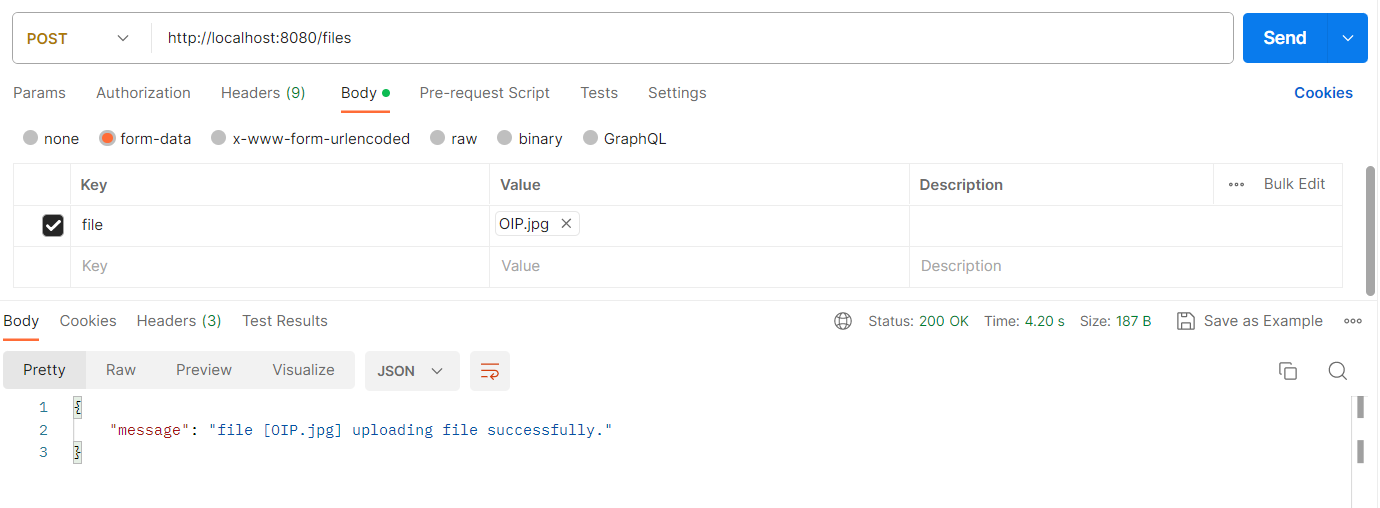 POST http://localhost:8080/files Send
Params Authorization Headers (9) Body Pre-request Script Tests Settings Cookies
none form-data x-www-form-urlencoded raw binary GraphQL
Key Value Description Bulk Edit
file OIP.jpg
Key Value Description
Body Cookies Headers (3) Test Results Status: 200 OK Time: 4.20 s Size: 187 B Save as Example
Pretty Raw Preview Visualize JSON
1 {
2 "message": "file [OIP.jpg] uploading file successfully."
3 }